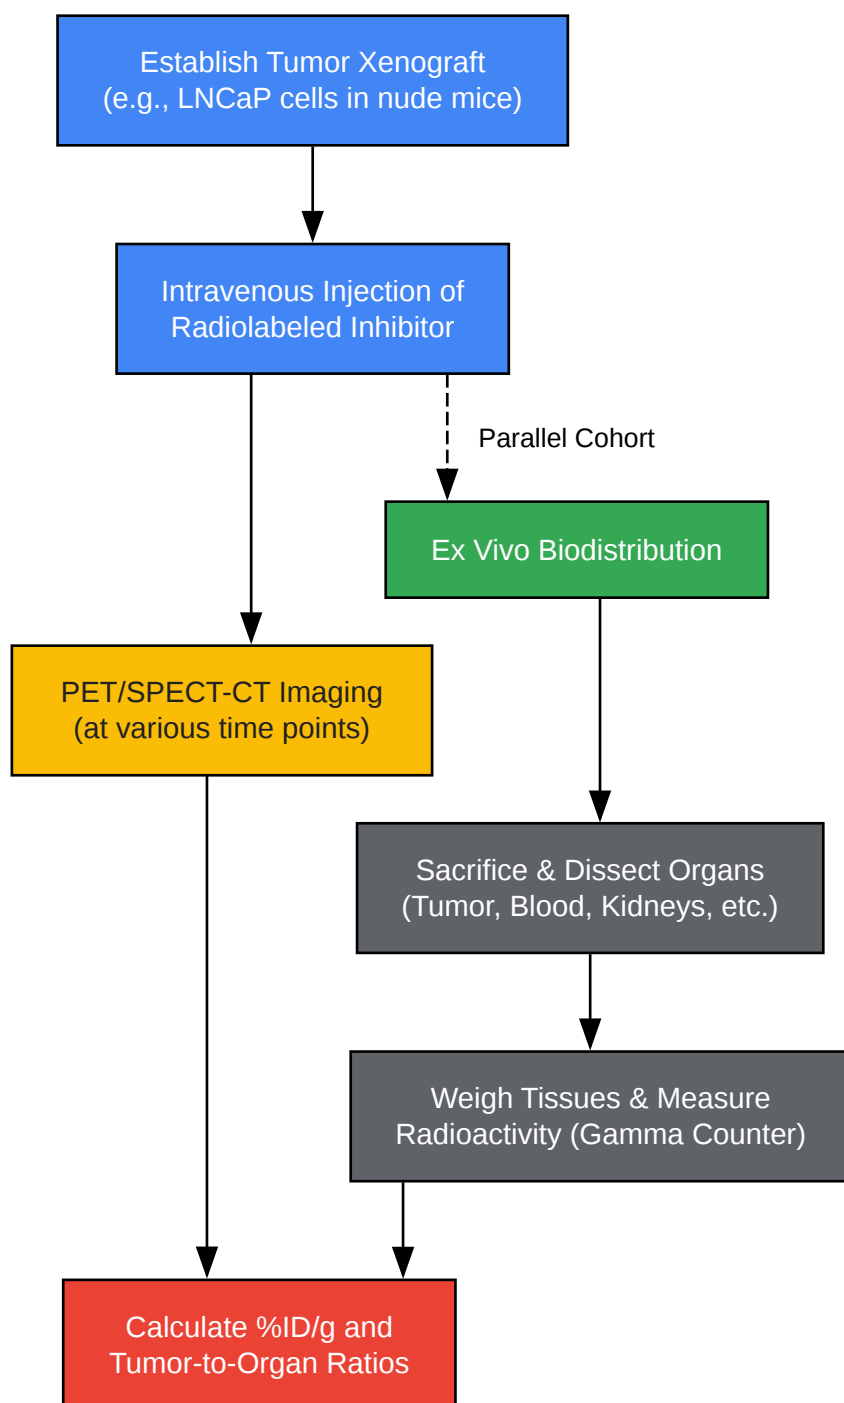 Establish Tumor Xenograft
(e.g., LNCaP cells in nude mice)
Intravenous Injection of
Radiolabeled Inhibitor
Parallel Cohort
Ex Vivo Biodistribution
PET/SPECT-CT Imaging
(at various time points)
Sacrifice & Dissect Organs
(Tumor, Blood, Kidneys, etc.)
Weigh Tissues & Measure
Radioactivity (Gamma Counter)
Calculate %ID/g and
Tumor-to-Organ Ratios